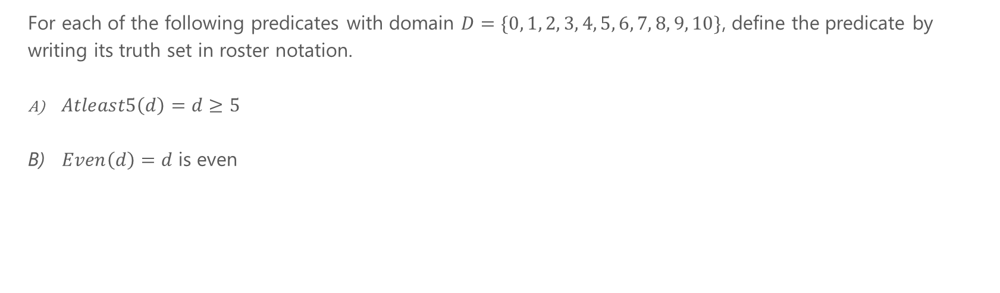 For each of the following predicates with domain D = {0, 1, 2, 3, 4, 5, 6, 7, 8, 9, 10}, define the predicate by
writing its truth set in roster notation.
A) Atleast5(d) = d ≥ 5
B) Even(d) = d is even